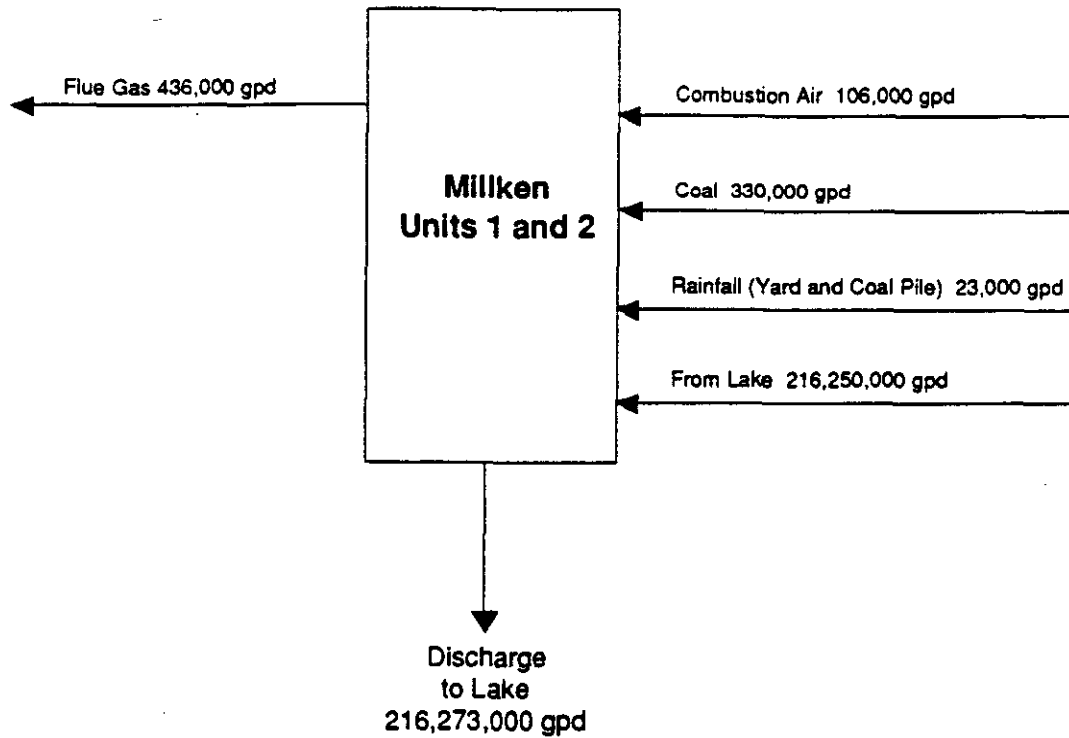 Flue Gas 436,000 gpd
Combustion Air 106,000 gpd
Millken
Units 1 and 2
Coal 330,000 gpd
Rainfall (Yard and Coal Pile) 23,000 gpd
From Lake 216,250,000 gpd
Discharge
to Lake
216,273,000 gpd